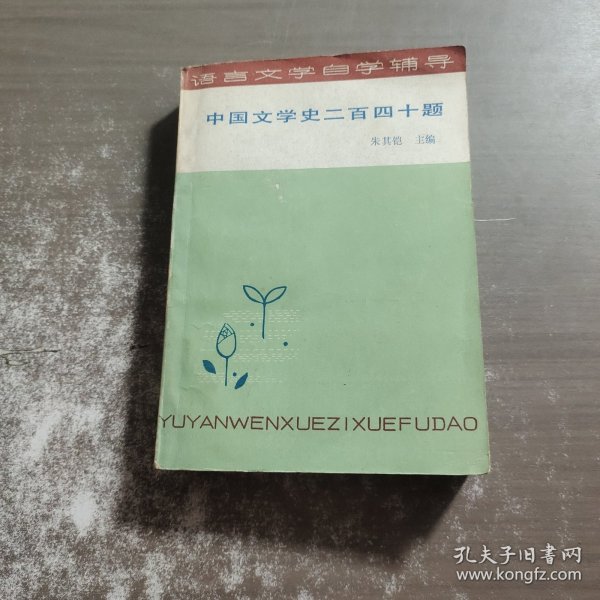 语言文学自学辅导
中国文学史二百四十题
朱其铠 主编
YUYANWENXUEZIXUEFUDAO
孔夫子旧书网
www.kongfz.com